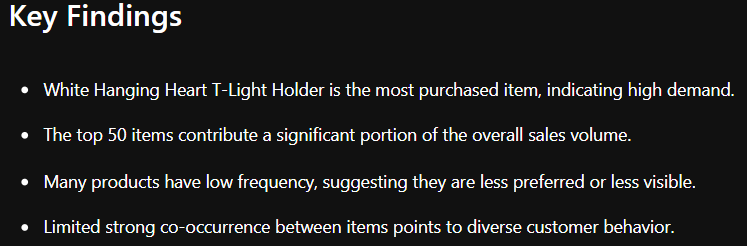 Key Findings
White Hanging Heart T-Light Holder is the most purchased item, indicating high demand.
The top 50 items contribute a significant portion of the overall sales volume.
Many products have low frequency, suggesting they are less preferred or less visible.
Limited strong co-occurrence between items points to diverse customer behavior.